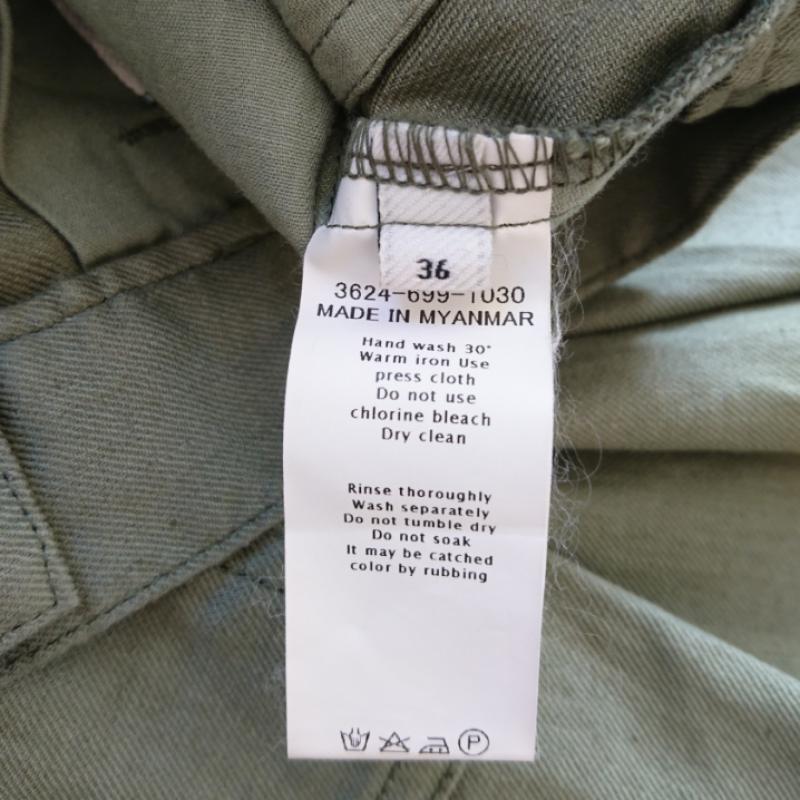 36
3624-699-1030
MADE IN MYANMAR
Hand wash 30°
Warm iron Use
press cloth
Do not use
chlorine bleach
Dry clean
Rinse thoroughly
Wash separately
Do not tumble dry
Do not soak
It may be catched
color by rubbing
P